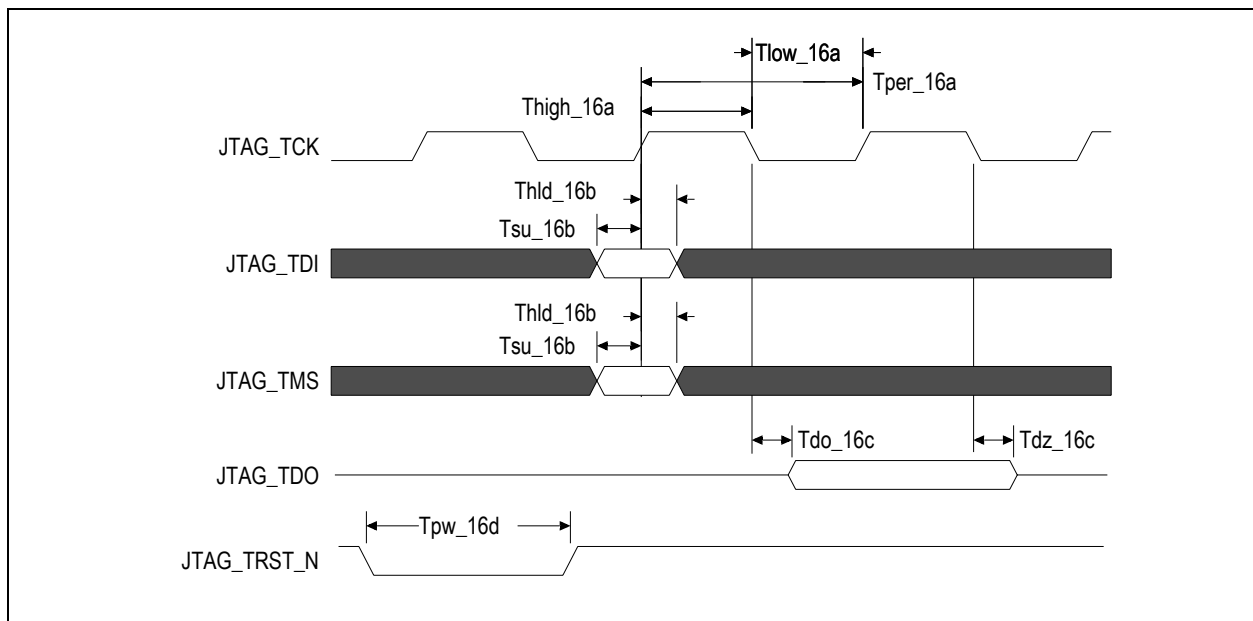 Tlow_16a
Tper_16a
Thigh_16a
JTAG_TCK
Thld_16b
Tsu_16b
JTAG_TDI
Thld_16b
Tsu_16b
JTAG_TMS
Tdo_16c
Tdz_16c
JTAG_TDO
Tpw_16d
JTAG_TRST_N